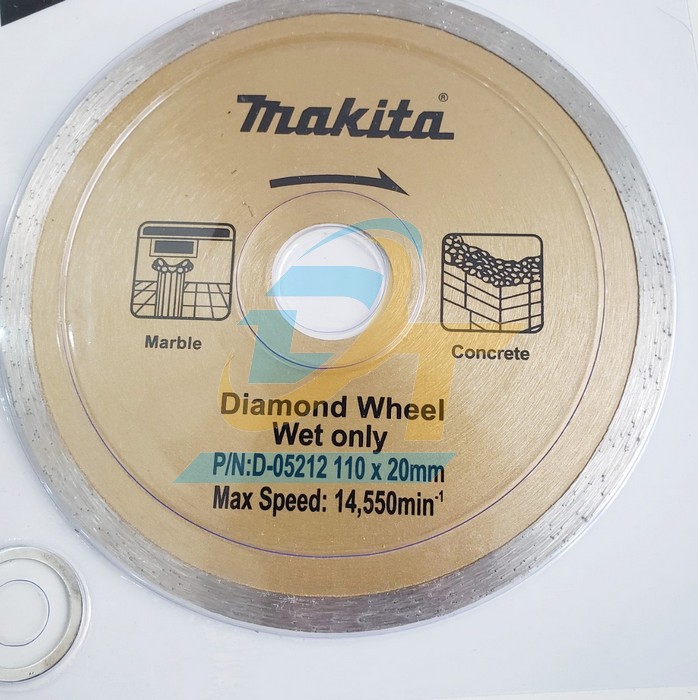 makita®
Marble
Concrete
Diamond Wheel
Wet only
P/N:D-05212 110 x 20mm
Max Speed: 14,550min-1